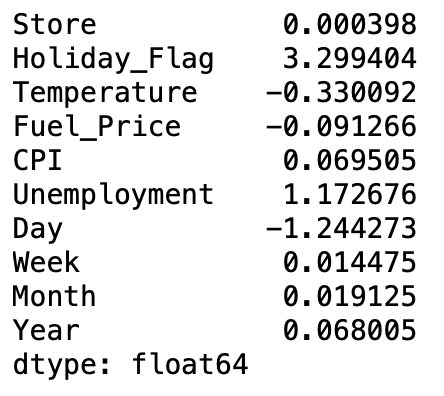 Store 0.000398
Holiday_Flag 3.299404
Temperature -0.330092
Fuel_Price -0.091266
CPI 0.069505
Unemployment 1.172676
Day -1.244273
Week 0.014475
Month 0.019125
Year 0.068005
dtype: float64